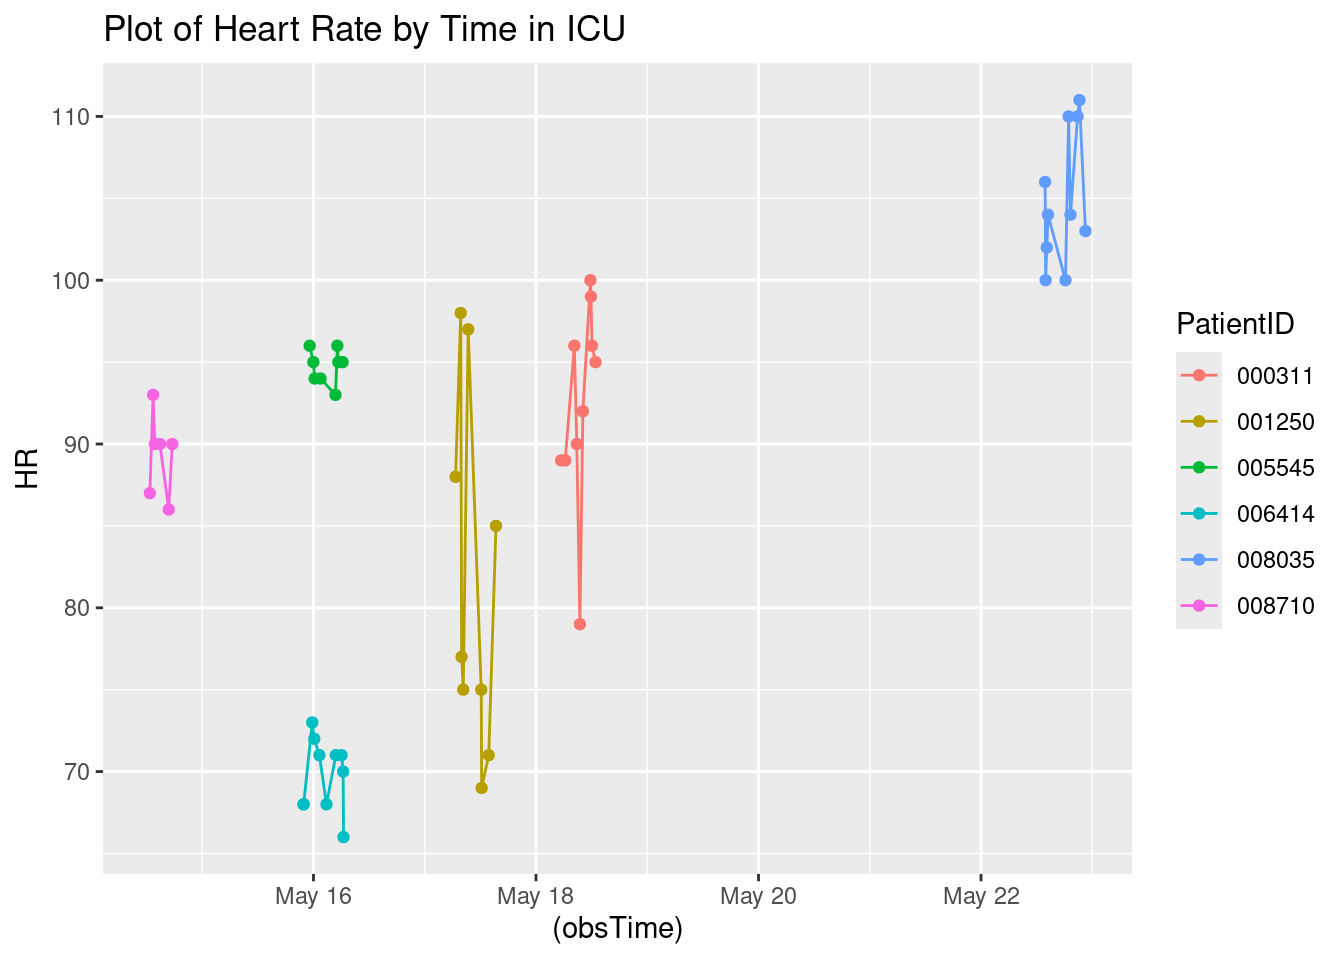 Plot of Heart Rate by Time in ICU
110
100
90
80
70
HR
May 16
May 18
May 20
May 22
(obsTime)
PatientID
000311
001250
005545
006414
008035
008710